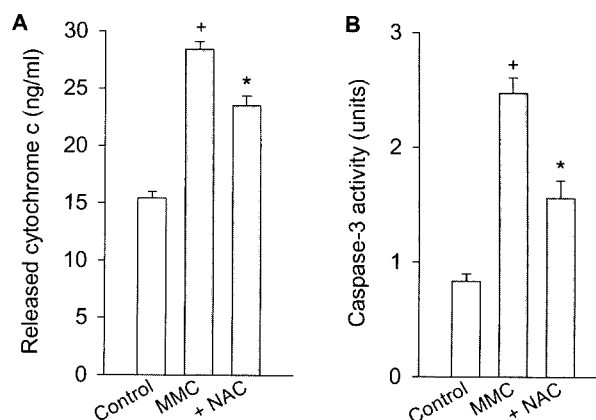 A
Released cytochrome c (ng/ml)
30
25
20
15
10
5
0
+
*
Control
MMC
+ NAC
B
Caspase-3 activity (units)
3
2
1
0
+
*
Control
MMC
+ NAC